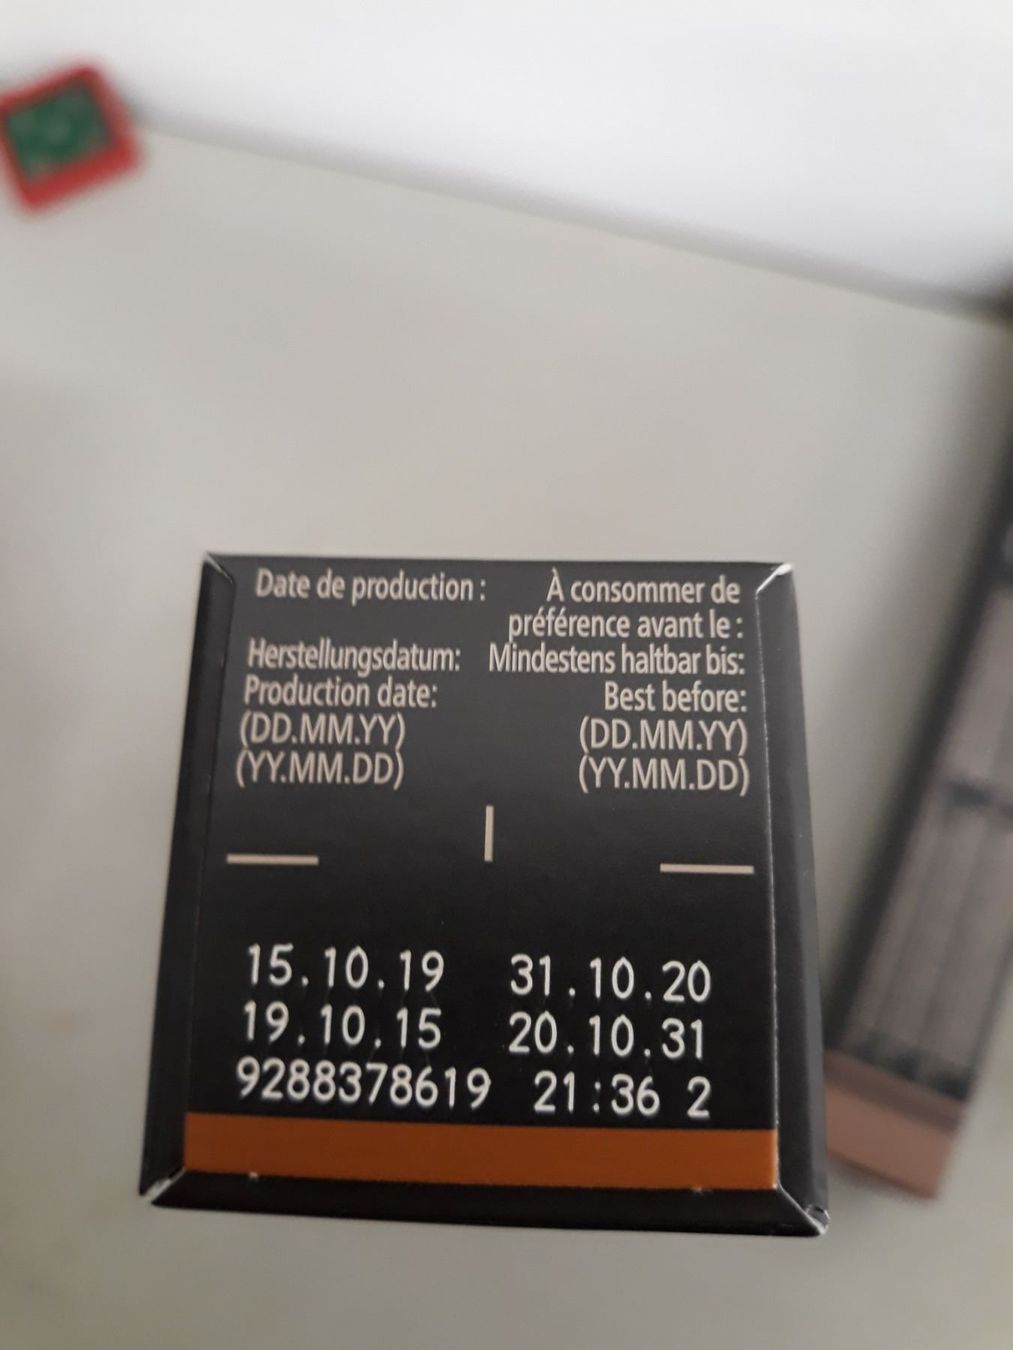 Date de production : À consommer de
préférence avant le :
Herstellungsdatum: Mindestens haltbar bis:
Production date: Best before:
(DD.MM.YY) (DD.MM.YY)
(YY.MM.DD) (YY.MM.DD)
15.10.19 31.10.20
19.10.15 20.10.31
9288378619 21:36 2